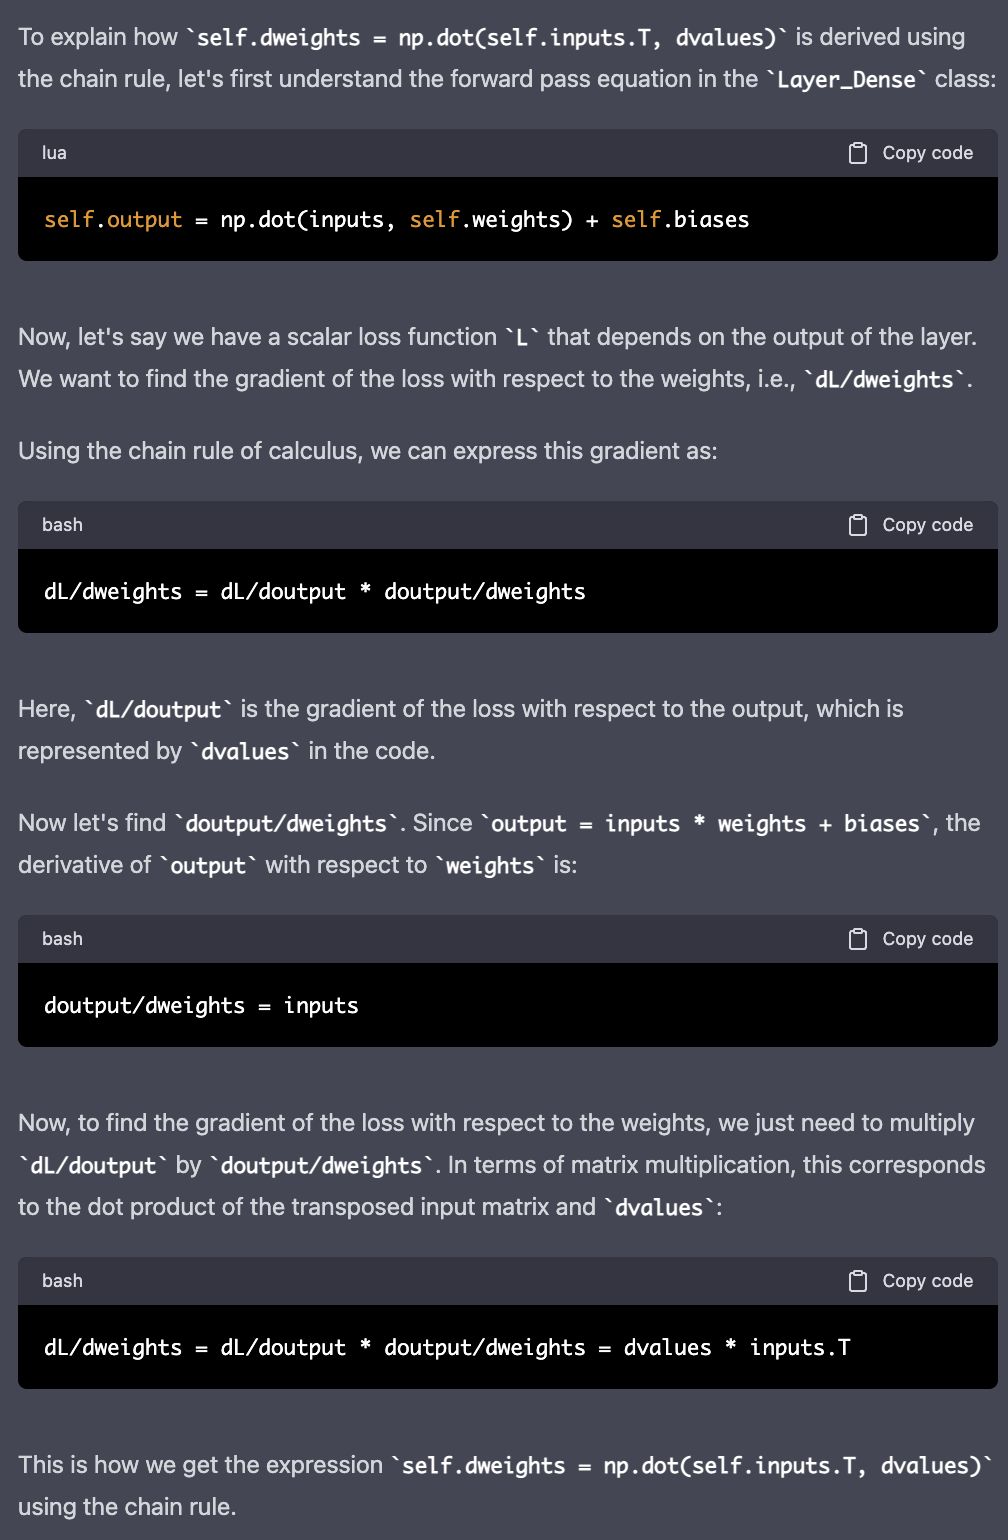 To explain how `self.dweights = np.dot(self.inputs.T, dvalues)` is derived using
the chain rule, let's first understand the forward pass equation in the `Layer_Dense` class:
lua
Copy code
self.output = np.dot(inputs, self.weights) + self.biases
Now, let's say we have a scalar loss function `L` that depends on the output of the layer.
We want to find the gradient of the loss with respect to the weights, i.e., `dL/dweights`.
Using the chain rule of calculus, we can express this gradient as:
bash
Copy code
dL/dweights = dL/doutput * doutput/dweights
Here, `dL/doutput` is the gradient of the loss with respect to the output, which is
represented by `dvalues` in the code.
Now let's find `doutput/dweights`. Since `output = inputs * weights + biases`, the
derivative of `output` with respect to `weights` is:
bash
Copy code
doutput/dweights = inputs
Now, to find the gradient of the loss with respect to the weights, we just need to multiply
`dL/doutput` by `doutput/dweights`. In terms of matrix multiplication, this corresponds
to the dot product of the transposed input matrix and `dvalues`:
bash
Copy code
dL/dweights = dL/doutput * doutput/dweights = dvalues * inputs.T
This is how we get the expression `self.dweights = np.dot(self.inputs.T, dvalues)`
using the chain rule.